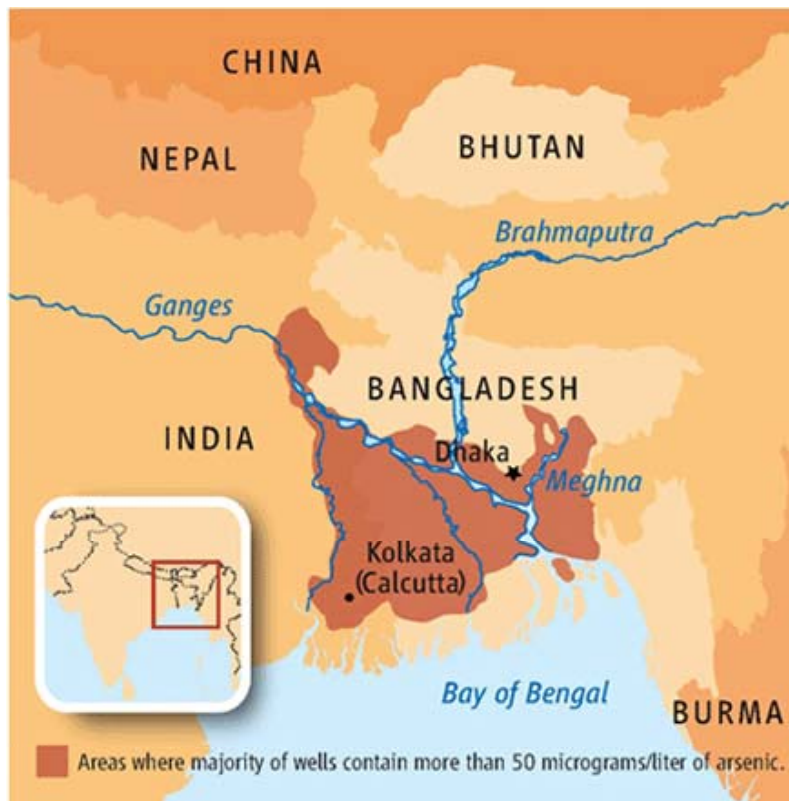 CHINA
NEPAL
BHUTAN
Brahmaputra
Ganges
BANGLADESH
INDIA
Dhaka
Meghna
Kolkata
(Calcutta)
Bay of Bengal
BURMA
Areas where majority of wells contain more than 50 micrograms/liter of arsenic.